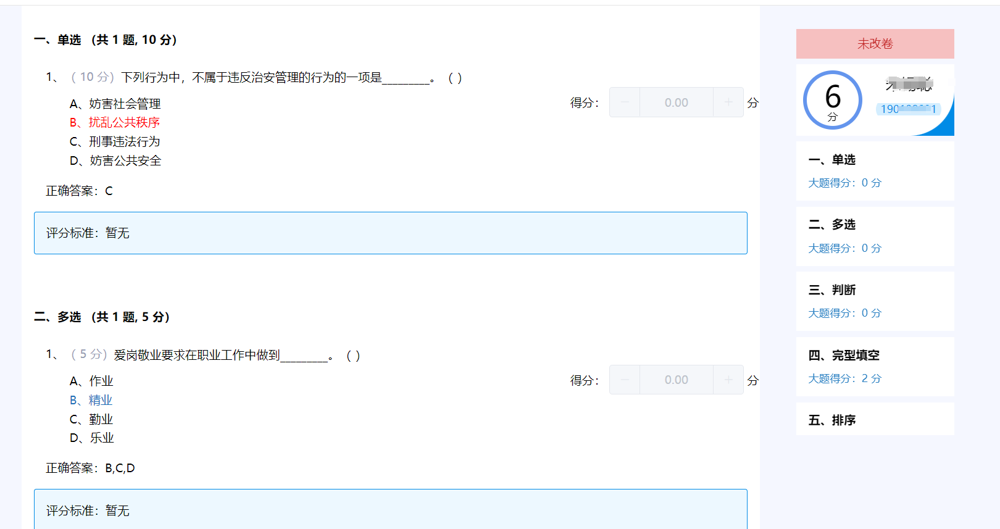 一、单选 (共 1 题, 10 分)
1、 ( 10 分) 下列行为中，不属于违反治安管理的行为的一项是________。 ( )
A、妨害社会管理
B、扰乱公共秩序
C、刑事违法行为
D、妨害公共安全
得分： − 0.00 + 分
正确答案：C
评分标准：暂无
二、多选 (共 1 题, 5 分)
1、 ( 5 分) 爱岗敬业要求在职业工作中做到________。 ( )
A、作业
B、精业
C、勤业
D、乐业
得分： − 0.00 + 分
正确答案：B,C,D
评分标准：暂无
未改卷
6
分
一、单选
大题得分：0 分
二、多选
大题得分：0 分
三、判断
大题得分：0 分
四、完型填空
大题得分：2 分
五、排序